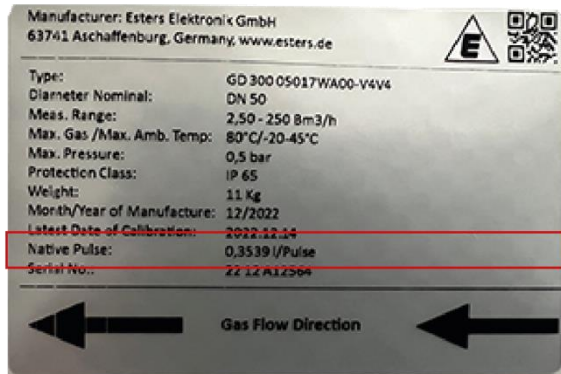 Manufacturer: Esters Elektronik GmbH
63741 Aschaffenburg, Germany, www.esters.de
E
Type: GD 300 05017WA00-V4V4
Diameter Nominal: DN 50
Meas. Range: 2,50 - 250 Bm3/h
Max. Gas /Max. Amb. Temp: 80°C/-20-45°C
Max. Pressure: 0,5 bar
Protection Class: IP 65
Weight: 11 Kg
Month/Year of Manufacture: 12/2022
Latest Date of Calibration: 2022.12.14
Native Pulse: 0,3539 l/Pulse
Serial No.: 22 12 A12564
Gas Flow Direction